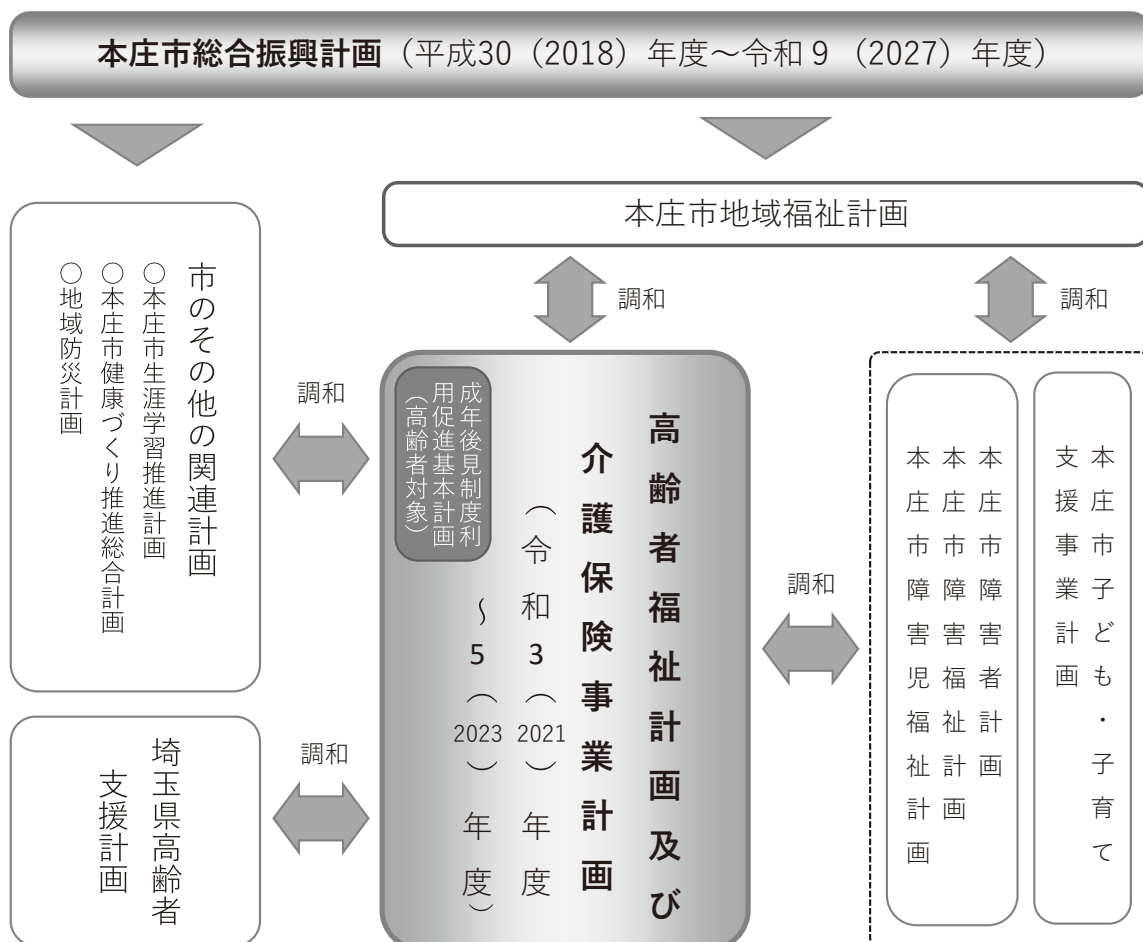 本庄市総合振興計画（平成30（2018）年度～令和９（2027）年度）
本庄市地域福祉計画
調和
調和
市のその他の関連計画
○本庄市生涯学習推進計画
○本庄市健康づくり推進総合計画
○地域防災計画
調和
成年後見制度利
用促進基本計画
（高齢者対象）
高齢者福祉計画及び
介護保険事業計画
（令和３（2021）年度
～５（2023）年度）
調和
本庄市子ども・子育て
支援事業計画
本庄市障害者計画
本庄市障害福祉計画
本庄市障害児福祉計画
埼玉県高齢者
支援計画
調和